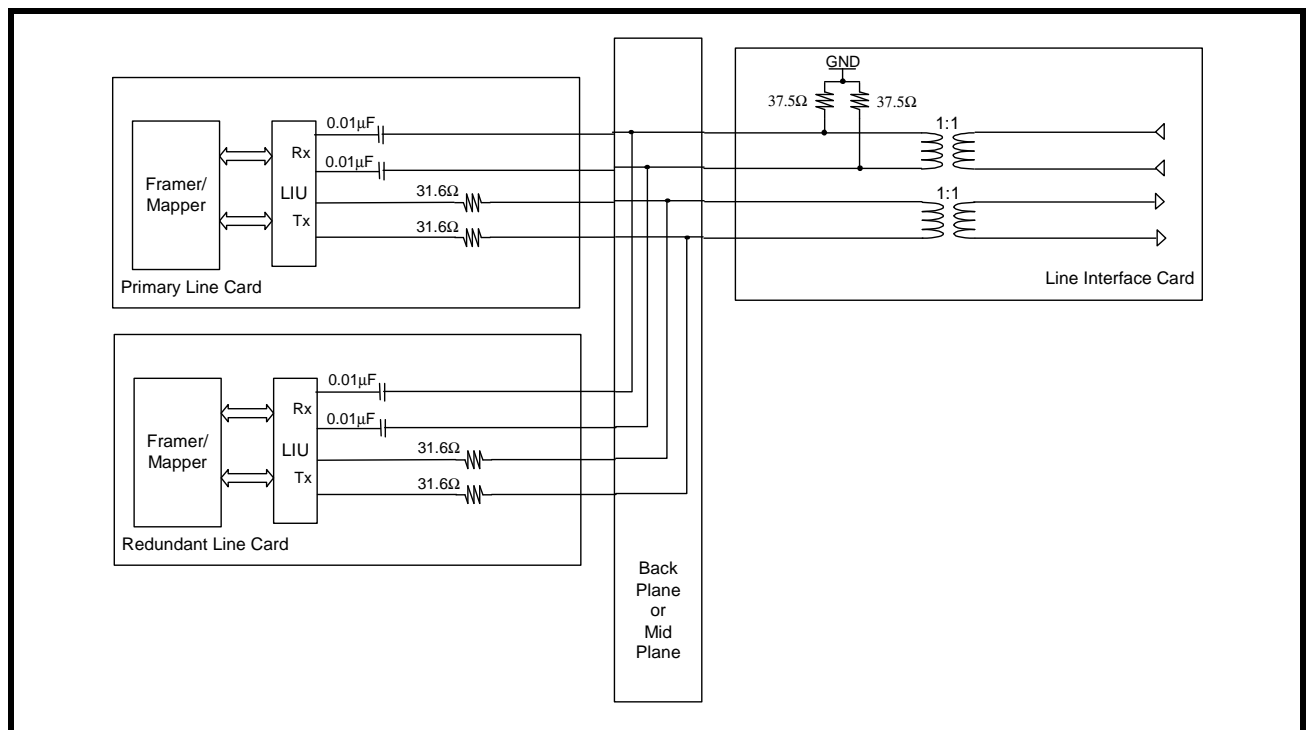 GND
37.5Ω
37.5Ω
1:1
1:1
Line Interface Card
0.01µF
Rx
0.01µF
Framer/
Mapper
LIU
31.6Ω
Tx
31.6Ω
Primary Line Card
0.01µF
Rx
0.01µF
Framer/
Mapper
LIU
31.6Ω
Tx
31.6Ω
Redundant Line Card
Back
Plane
or
Mid
Plane